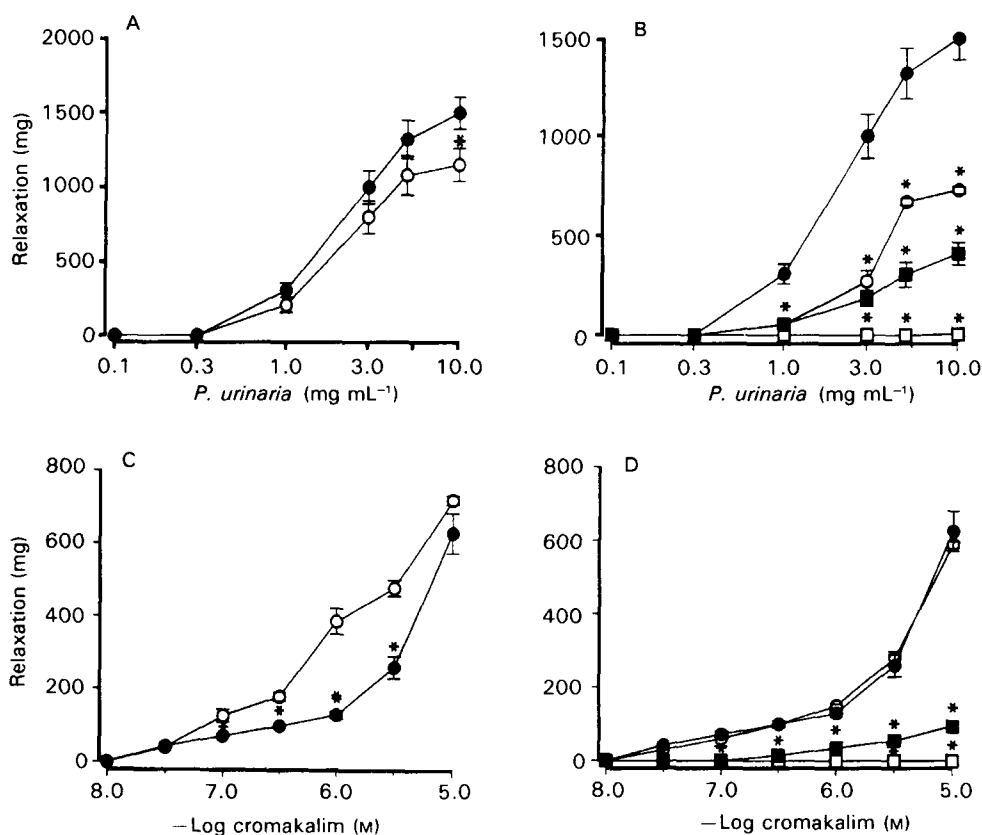 A
2000
1500
1000
500
0
Relaxation (mg)
*
0.1 0.3 1.0 3.0 10.0
P. urinaria (mg mL⁻¹)
B
1500
1000
500
0
* * * * * * * * * *
0.1 0.3 1.0 3.0 10.0
P. urinaria (mg mL⁻¹)
C
800
600
400
200
0
Relaxation (mg)
* * * *
8.0 7.0 6.0 5.0
—Log cromakalim (M)
D
800
600
400
200
0
* * * * * * *
8.0 7.0 6.0 5.0
—Log cromakalim (M)